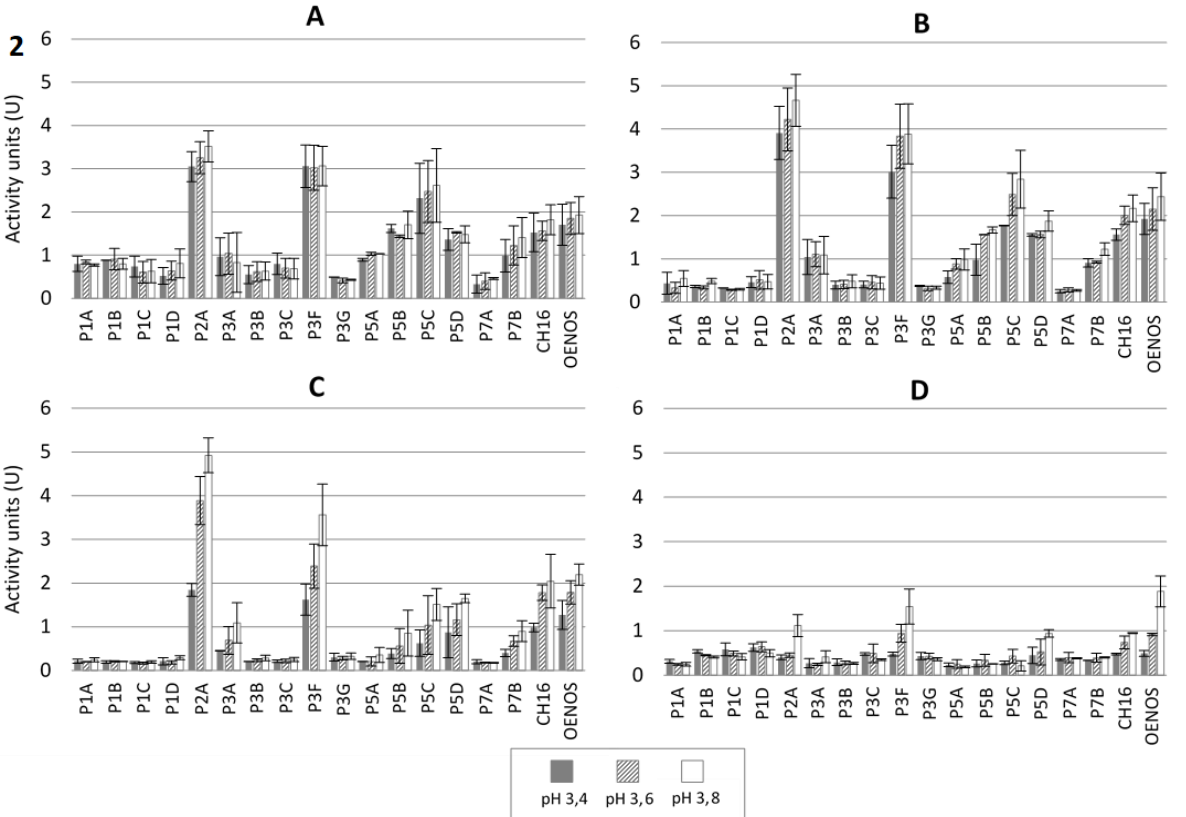 2
A
6
5
4
3
2
1
0
Activity units (U)
P1A P1B P1C P1D P2A P3A P3B P3C P3F P3G P5A P5B P5C P5D P7A P7B CH16 OENOS
B
6
5
4
3
2
1
0
P1A P1B P1C P1D P2A P3A P3B P3C P3F P3G P5A P5B P5C P5D P7A P7B CH16 OENOS
C
6
5
4
3
2
1
0
Activity units (U)
P1A P1B P1C P1D P2A P3A P3B P3C P3F P3G P5A P5B P5C P5D P7A P7B CH16 OENOS
D
6
5
4
3
2
1
0
P1A P1B P1C P1D P2A P3A P3B P3C P3F P3G P5A P5B P5C P5D P7A P7B CH16 OENOS
pH 3,4 pH 3,6 pH 3,8